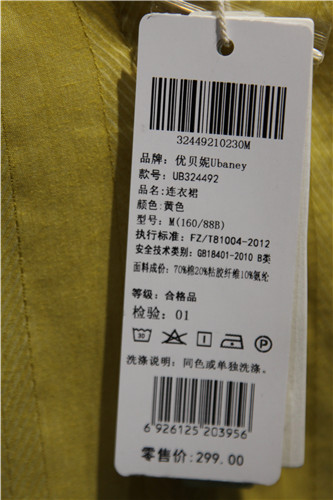 32449210230M
品牌: 优贝妮Ubaney
款号: UB324492
品名: 连衣裙
颜色: 黄色
型号: M(160/88B)
执行标准: FZ/T81004-2012
安全技术类别: GB18401-2010 B类
面料成份: 70%棉20%粘胶纤维10%氨纶
等级: 合格品
检验: 01
30
P
洗涤说明: 同色或单独洗涤。
6 926125 203956
零售价:299.00